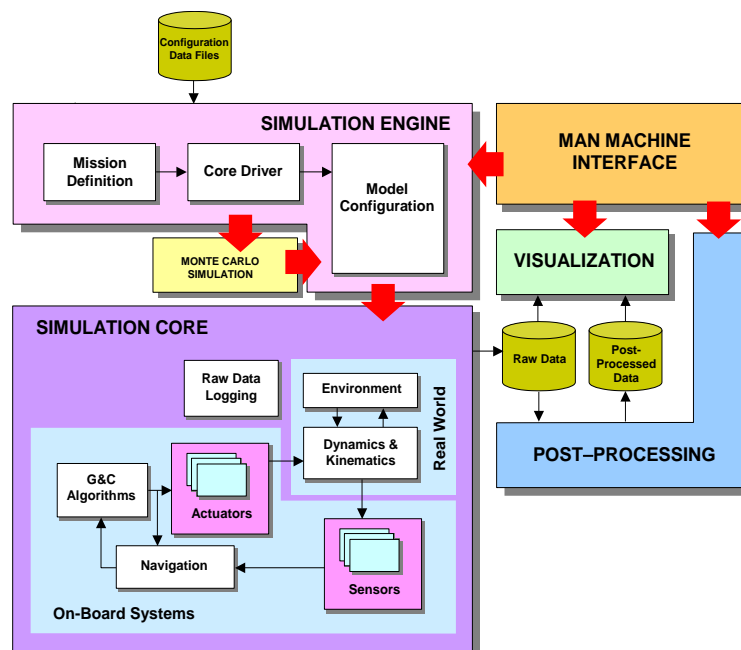 Configuration
Data Files
SIMULATION ENGINE
Mission
Definition
Core Driver
Model
Configuration
MAN MACHINE
INTERFACE
MONTE CARLO
SIMULATION
VISUALIZATION
SIMULATION CORE
Raw Data
Logging
Environment
Dynamics &
Kinematics
Real World
Raw Data
Post-
Processed
Data
POST–PROCESSING
G&C
Algorithms
Actuators
Navigation
Sensors
On-Board Systems